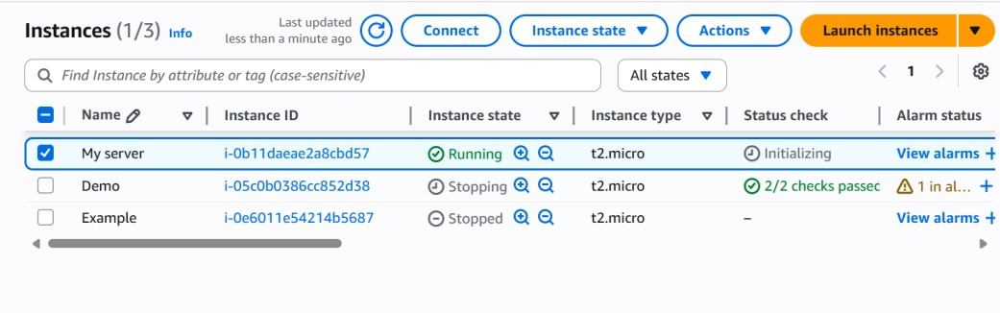 Instances (1/3) Info
Last updated
less than a minute ago
Connect
Instance state
Actions
Launch instances
Find Instance by attribute or tag (case-sensitive)
All states
1
Name Instance ID Instance state Instance type Status check Alarm status
My server i-0b11daeae2a8cbd57 Running t2.micro Initializing View alarms +
Demo i-05c0b0386cc852d38 Stopping t2.micro 2/2 checks passed 1 in al... +
Example i-0e6011e54214b5687 Stopped t2.micro – View alarms +